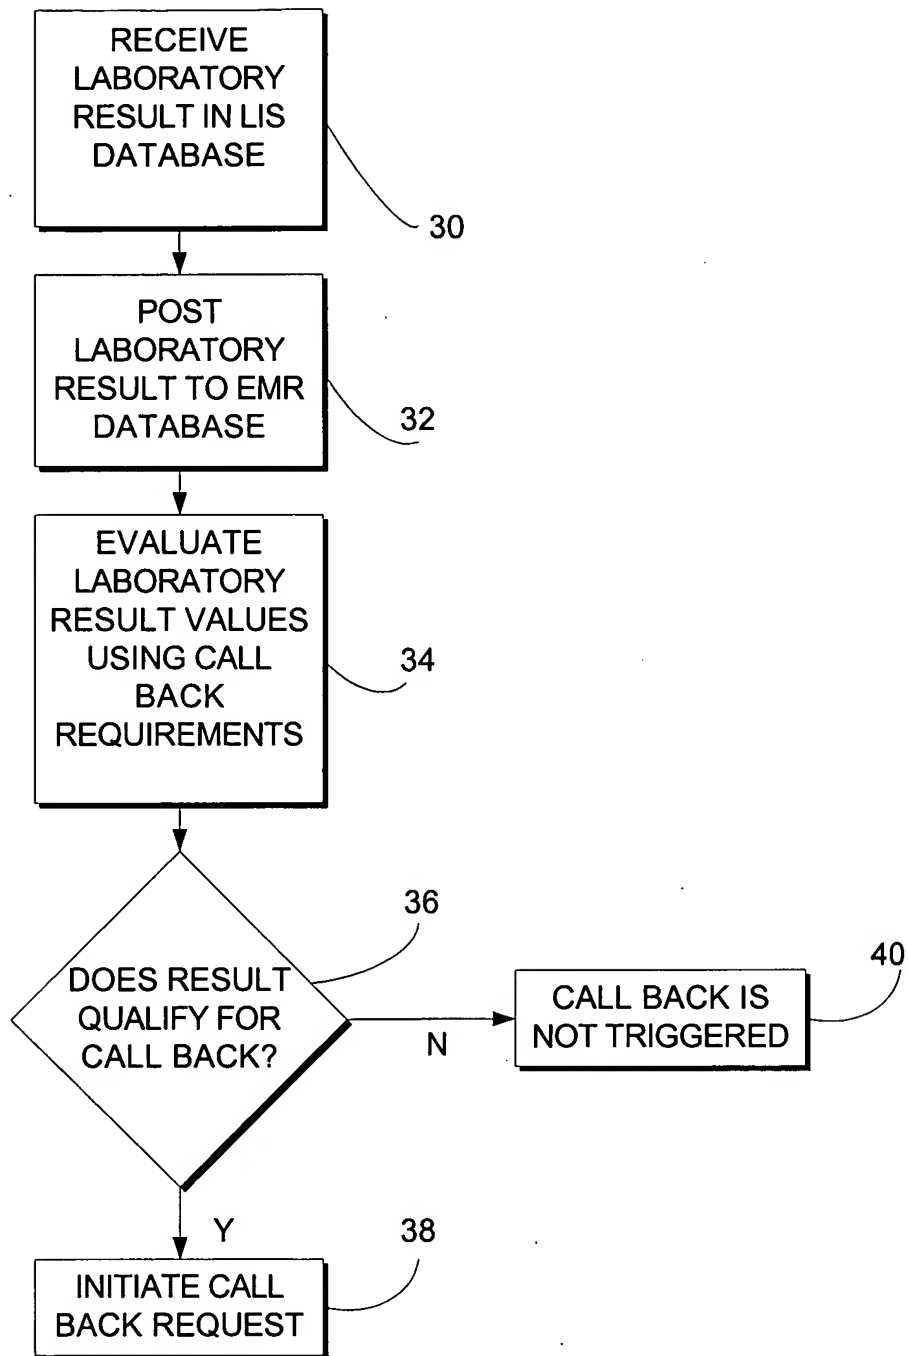 RECEIVE
LABORATORY
RESULT IN LIS
DATABASE
30
POST
LABORATORY
RESULT TO EMR
DATABASE
32
EVALUATE
LABORATORY
RESULT VALUES
USING CALL
BACK
REQUIREMENTS
34
36
DOES RESULT
QUALIFY FOR
CALL BACK?
N
40
CALL BACK IS
NOT TRIGGERED
Y
38
INITIATE CALL
BACK REQUEST